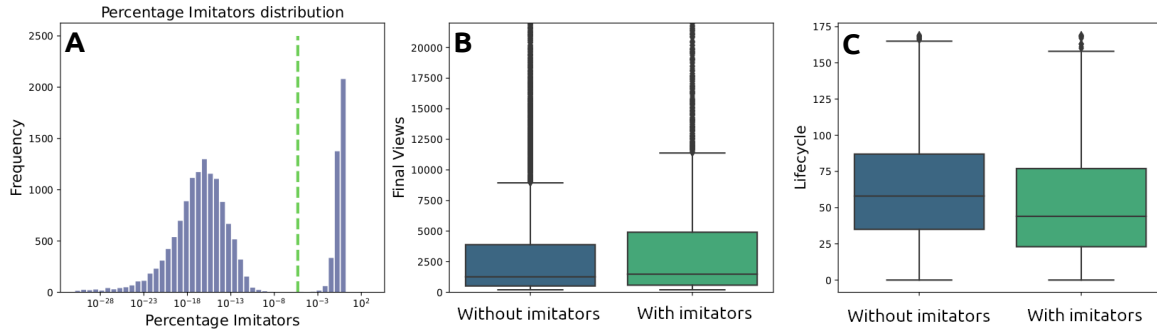 Percentage Imitators distribution
A
2500
2000
1500
1000
500
0
Frequency
10⁻²⁸ 10⁻²³ 10⁻¹⁸ 10⁻¹³ 10⁻⁸ 10⁻³ 10²
Percentage Imitators
B
20000
17500
15000
12500
10000
7500
5000
2500
0
Final Views
Without imitators With imitators
C
175
150
125
100
75
50
25
0
Lifecycle
Without imitators With imitators